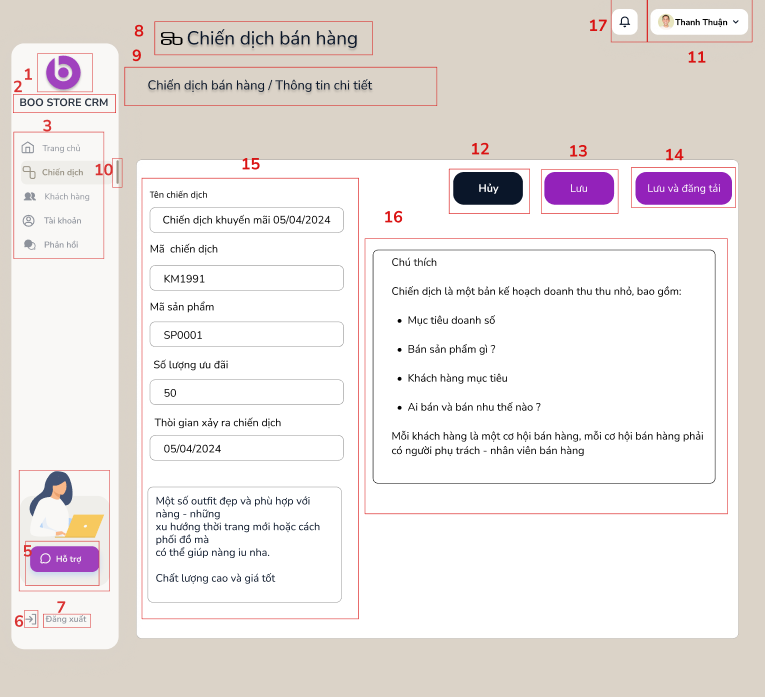 17
Thanh Thuận
11
8
Chiến dịch bán hàng
9
Chiến dịch bán hàng / Thông tin chi tiết
1
b
2
BOO STORE CRM
3
Trang chủ
Chiến dịch
10
Khách hàng
Tài khoản
Phản hồi
5
Hỗ trợ
7
6
Đăng xuất
15
Tên chiến dịch
Chiến dịch khuyến mãi 05/04/2024
Mã chiến dịch
KM1991
Mã sản phẩm
SP0001
Số lượng ưu đãi
50
Thời gian xảy ra chiến dịch
05/04/2024
Một số outfit đẹp và phù hợp với
nàng - những
xu hướng thời trang mới hoặc cách
phối đồ mà
có thể giúp nàng iu nha.
Chất lượng cao và giá tốt
12
Hủy
13
Lưu
14
Lưu và đăng tải
16
Chú thích
Chiến dịch là một bản kế hoạch doanh thu thu nhỏ, bao gồm:
• Mục tiêu doanh số
• Bán sản phẩm gì ?
• Khách hàng mục tiêu
• Ai bán và bán như thế nào ?
Mỗi khách hàng là một cơ hội bán hàng, mỗi cơ hội bán hàng phải
có người phụ trách - nhân viên bán hàng